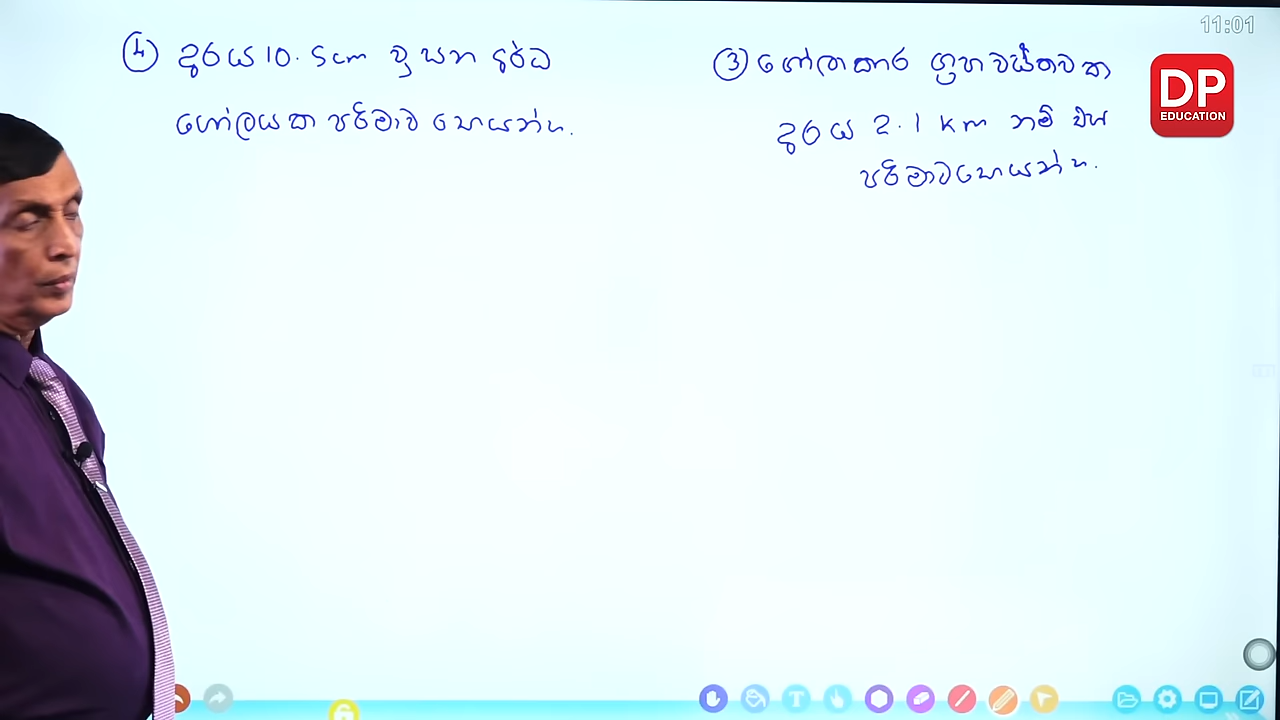 11:01
④ අරය 10.5cm වූ ඝන අර්ධ
ගෝලයක පරිමාව සොයන්න.
③ ගෝලාකාර ග්‍රහවස්තුවක
අරය 2.1 km නම් එහි
පරිමාව සොයන්න.
DP
EDUCATION